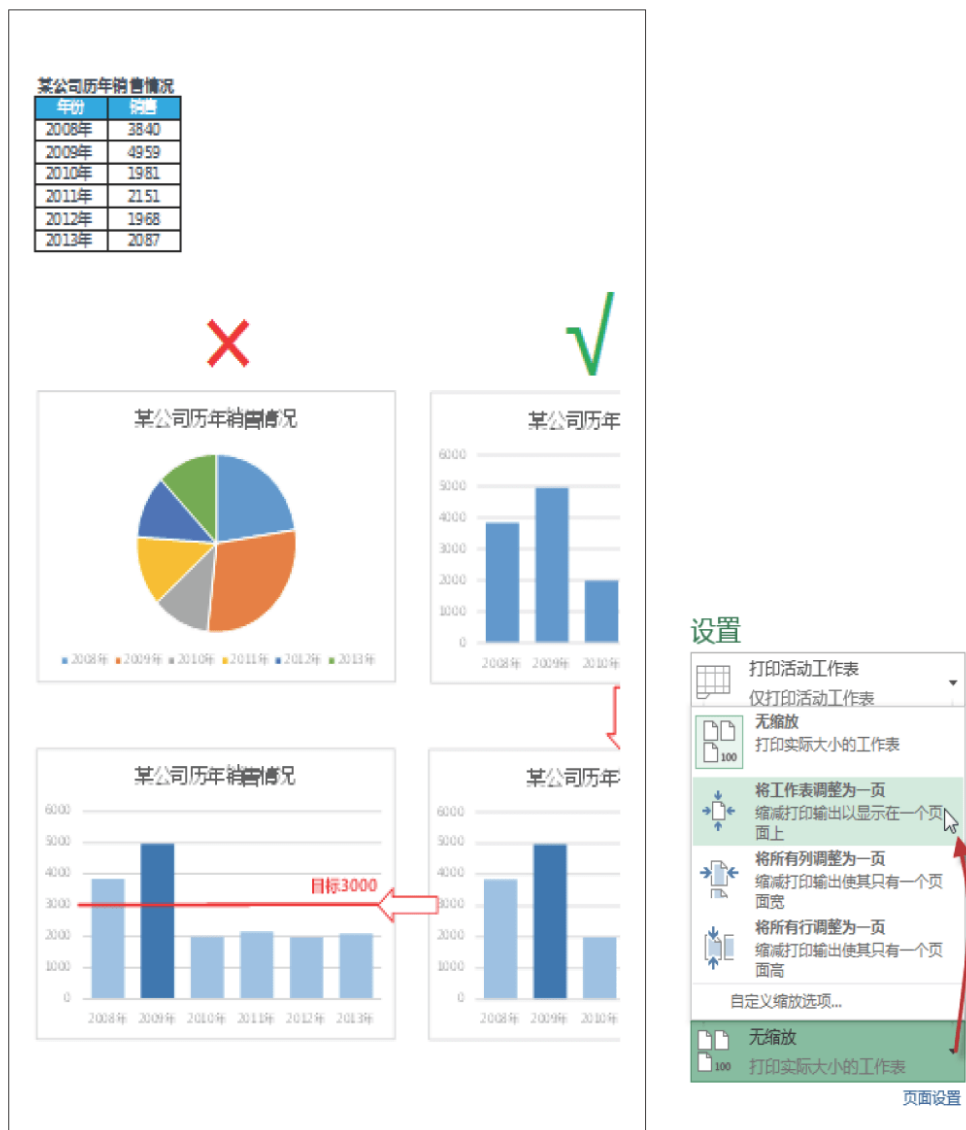 某公司历年销售情况
年份 销售
2008年 3840
2009年 4959
2010年 1981
2011年 2151
2012年 1968
2013年 2087
× √
某公司历年销售情况
2008年 2009年 2010年 2011年 2012年 2013年
某公司历年
6000
5000
4000
3000
2000
1000
0
2008年 2009年 2010年
某公司历年销售情况
6000
5000
4000
3000
2000
1000
0
目标3000
2008年 2009年 2010年 2011年 2012年 2013年
某公司历年
6000
5000
4000
3000
2000
1000
0
2008年 2009年 2010年
设置
打印活动工作表
仅打印活动工作表
无缩放
打印实际大小的工作表
100
将工作表调整为一页
缩减打印输出以显示在一个页
面上
将所有列调整为一页
缩减打印输出使其只有一个页
面宽
将所有行调整为一页
缩减打印输出使其只有一个页
面高
自定义缩放选项...
无缩放
100 打印实际大小的工作表
页面设置